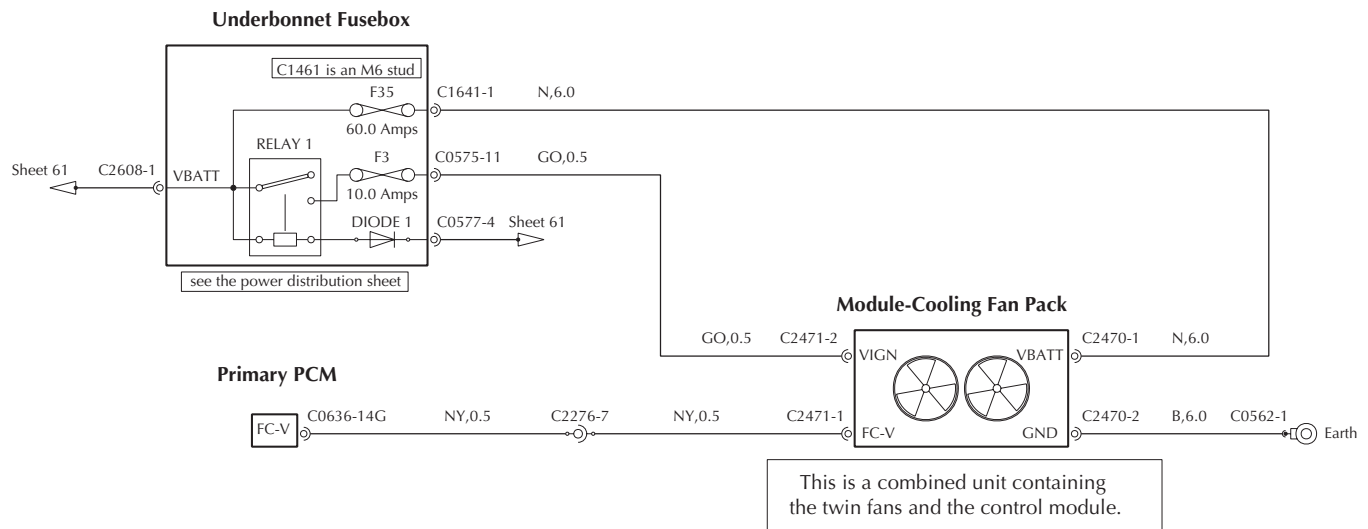 Underbonnet Fusebox
C1461 is an M6 stud
F35
C1641-1
N,6.0
60.0 Amps
RELAY 1
F3
C0575-11
GO,0.5
Sheet 61
C2608-1
VBATT
10.0 Amps
DIODE 1
C0577-4
Sheet 61
see the power distribution sheet
Module-Cooling Fan Pack
GO,0.5
C2471-2
VIGN
VBATT
C2470-1
N,6.0
Primary PCM
FC-V
C0636-14G
NY,0.5
C2276-7
NY,0.5
C2471-1
FC-V
GND
C2470-2
B,6.0
C0562-1
Earth
This is a combined unit containing
the twin fans and the control module.